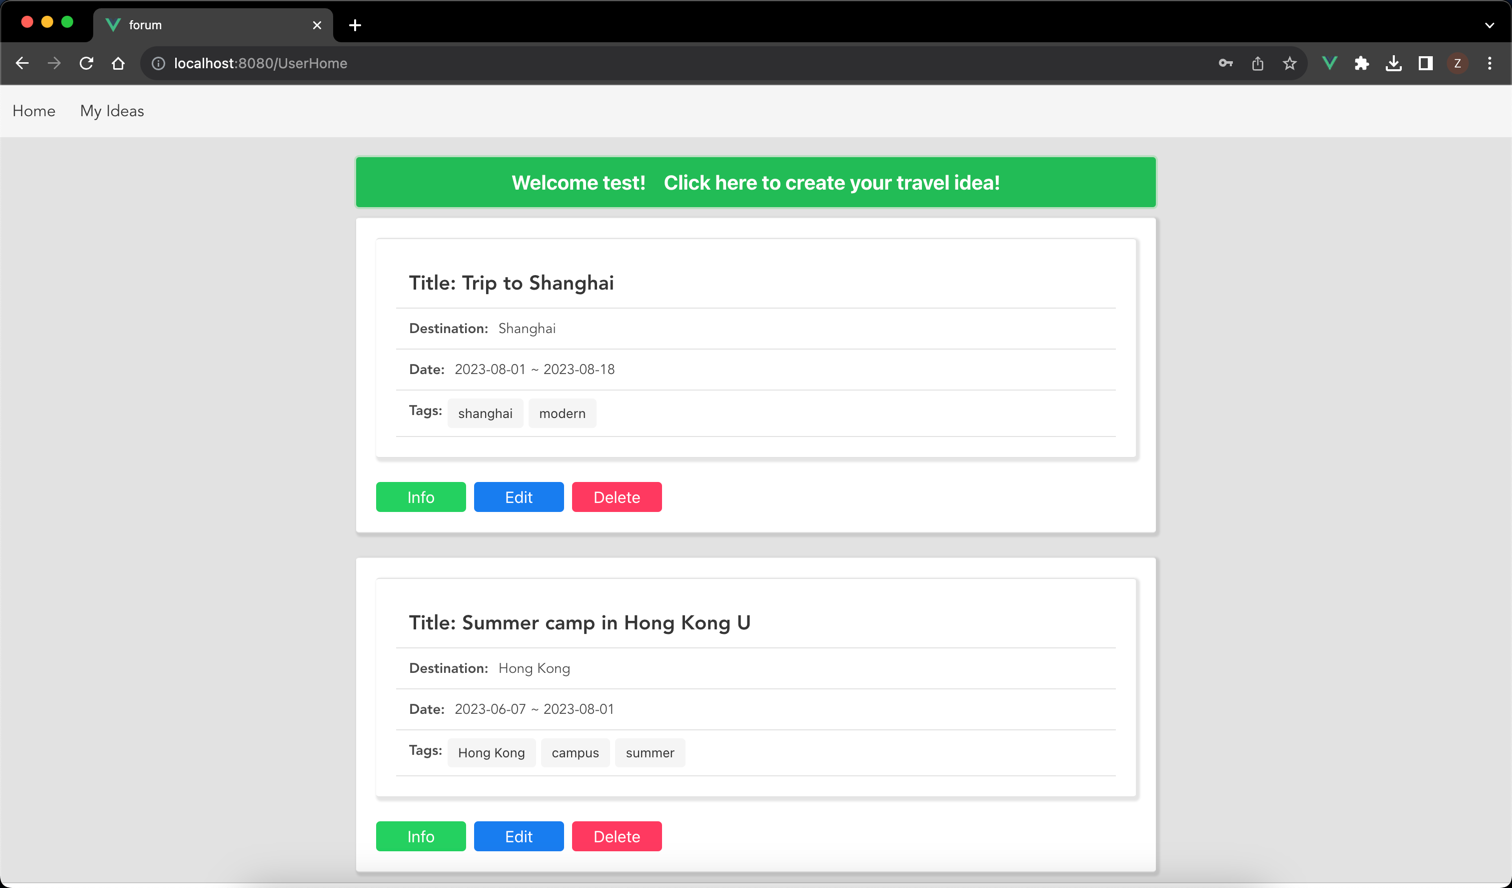 forum
localhost:8080/UserHome
Z
Home My Ideas
Welcome test! Click here to create your travel idea!
Title: Trip to Shanghai
Destination: Shanghai
Date: 2023-08-01 ~ 2023-08-18
Tags: shanghai modern
Info Edit Delete
Title: Summer camp in Hong Kong U
Destination: Hong Kong
Date: 2023-06-07 ~ 2023-08-01
Tags: Hong Kong campus summer
Info Edit Delete